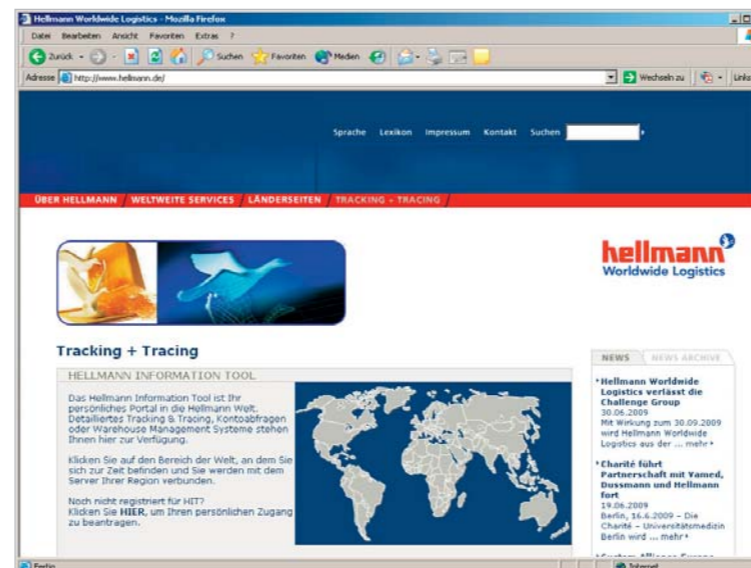 Hellmann Worldwide Logistics - Mozilla Firefox
Datei Bearbeiten Ansicht Favoriten Extras ?
Zurück Suchen Favoriten Medien
Adresse http://www.hellmann.de/ Wechseln zu Links
Sprache Lexikon Impressum Kontakt Suchen
ÜBER HELLMANN / WELTWEITE SERVICES / LÄNDERSEITEN / TRACKING + TRACING /
hellmann
Worldwide Logistics
Tracking + Tracing
HELLMANN INFORMATION TOOL
Das Hellmann Information Tool ist Ihr
persönliches Portal in die Hellmann Welt.
Detailliertes Tracking & Tracing, Kontoabfragen
oder Warehouse Management Systeme stehen
Ihnen hier zur Verfügung.
Klicken Sie auf den Bereich der Welt, an dem Sie
sich zur Zeit befinden und Sie werden mit dem
Server Ihrer Region verbunden.
Noch nicht registriert für HIT?
Klicken Sie HIER, um Ihren persönlichen Zugang
zu beantragen.
NEWS NEWS ARCHIVE
Hellmann Worldwide
Logistics verlässt die
Challenge Group
30.06.2009
Mit Wirkung zum 30.09.2009
wird Hellmann Worldwide
Logistics aus der ... mehr
Charité führt
Partnerschaft mit Vamed,
Dussmann und Hellmann
fort
19.06.2009
Berlin, 16.6.2009 – Die
Charité – Universitätsmedizin
Berlin wird ... mehr
System Alliance Europe
Fertig Internet